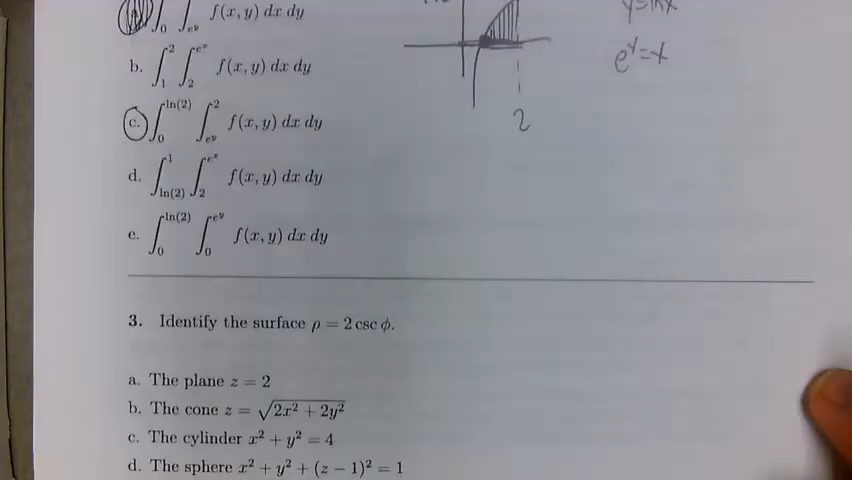 ∫₀ ∫_{e^y} f(x, y) dx dy
b. ∫₁² ∫₂^{e^x} f(x, y) dx dy
c. ∫₀^{ln(2)} ∫_{e^y}² f(x, y) dx dy
d. ∫_{ln(2)}¹ ∫₂^{e^x} f(x, y) dx dy
e. ∫₀^{ln(2)} ∫₀^{e^y} f(x, y) dx dy
y=lnx
e^y=x
2
3. Identify the surface ρ = 2 csc φ.
a. The plane z = 2
b. The cone z = √(2x² + 2y²)
c. The cylinder x² + y² = 4
d. The sphere x² + y² + (z − 1)² = 1